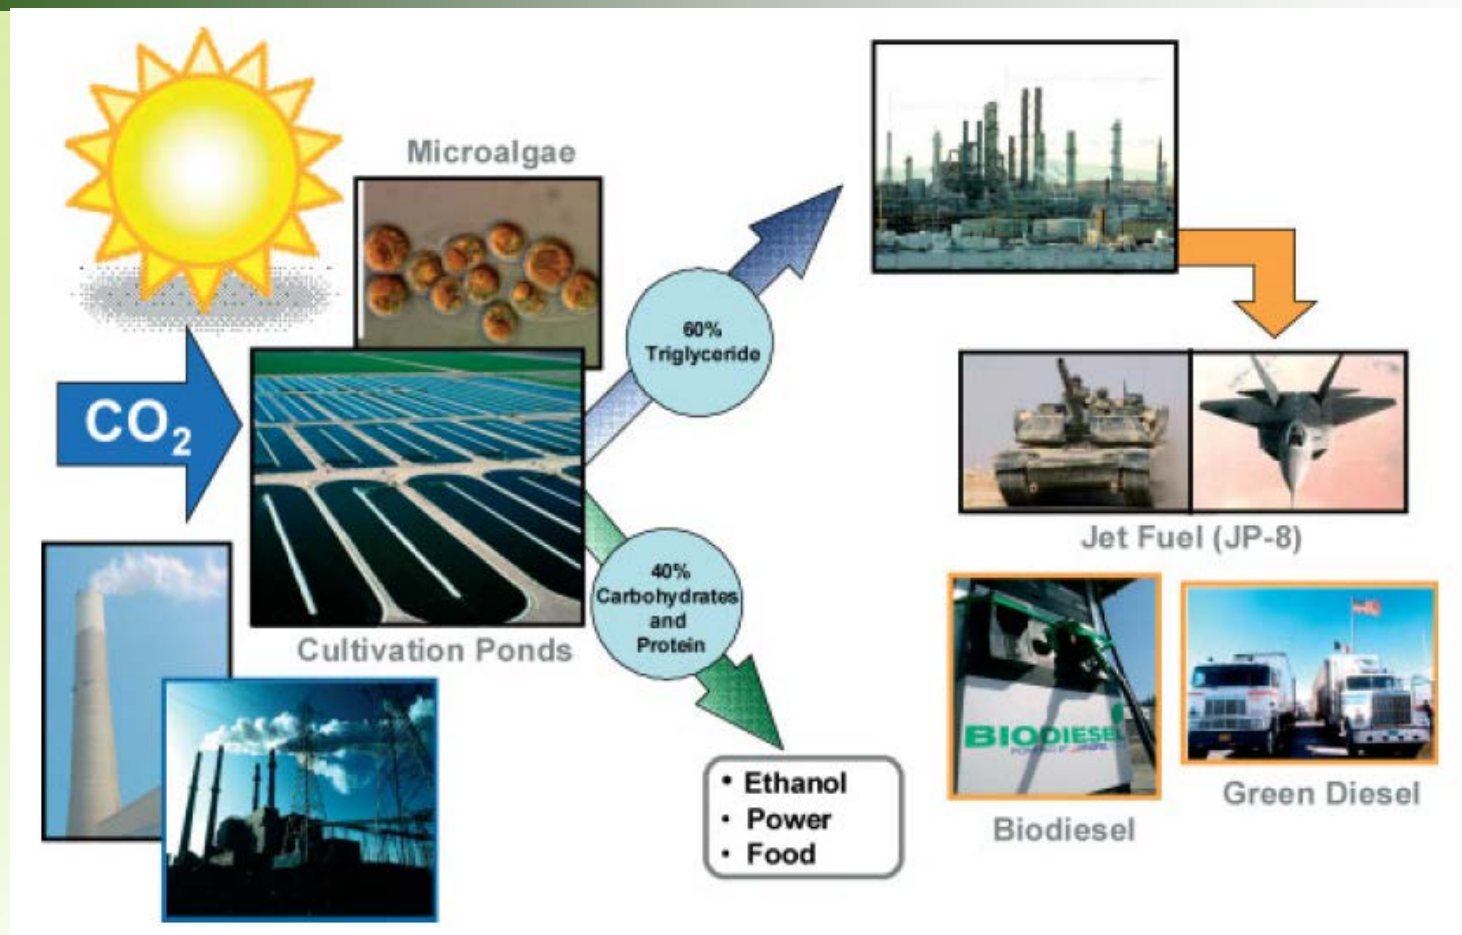 Microalgae
CO₂
60%
Triglyceride
Cultivation Ponds
40%
Carbohydrates
and
Protein
• Ethanol
• Power
• Food
Jet Fuel (JP-8)
BIODIESEL
Biodiesel
Green Diesel